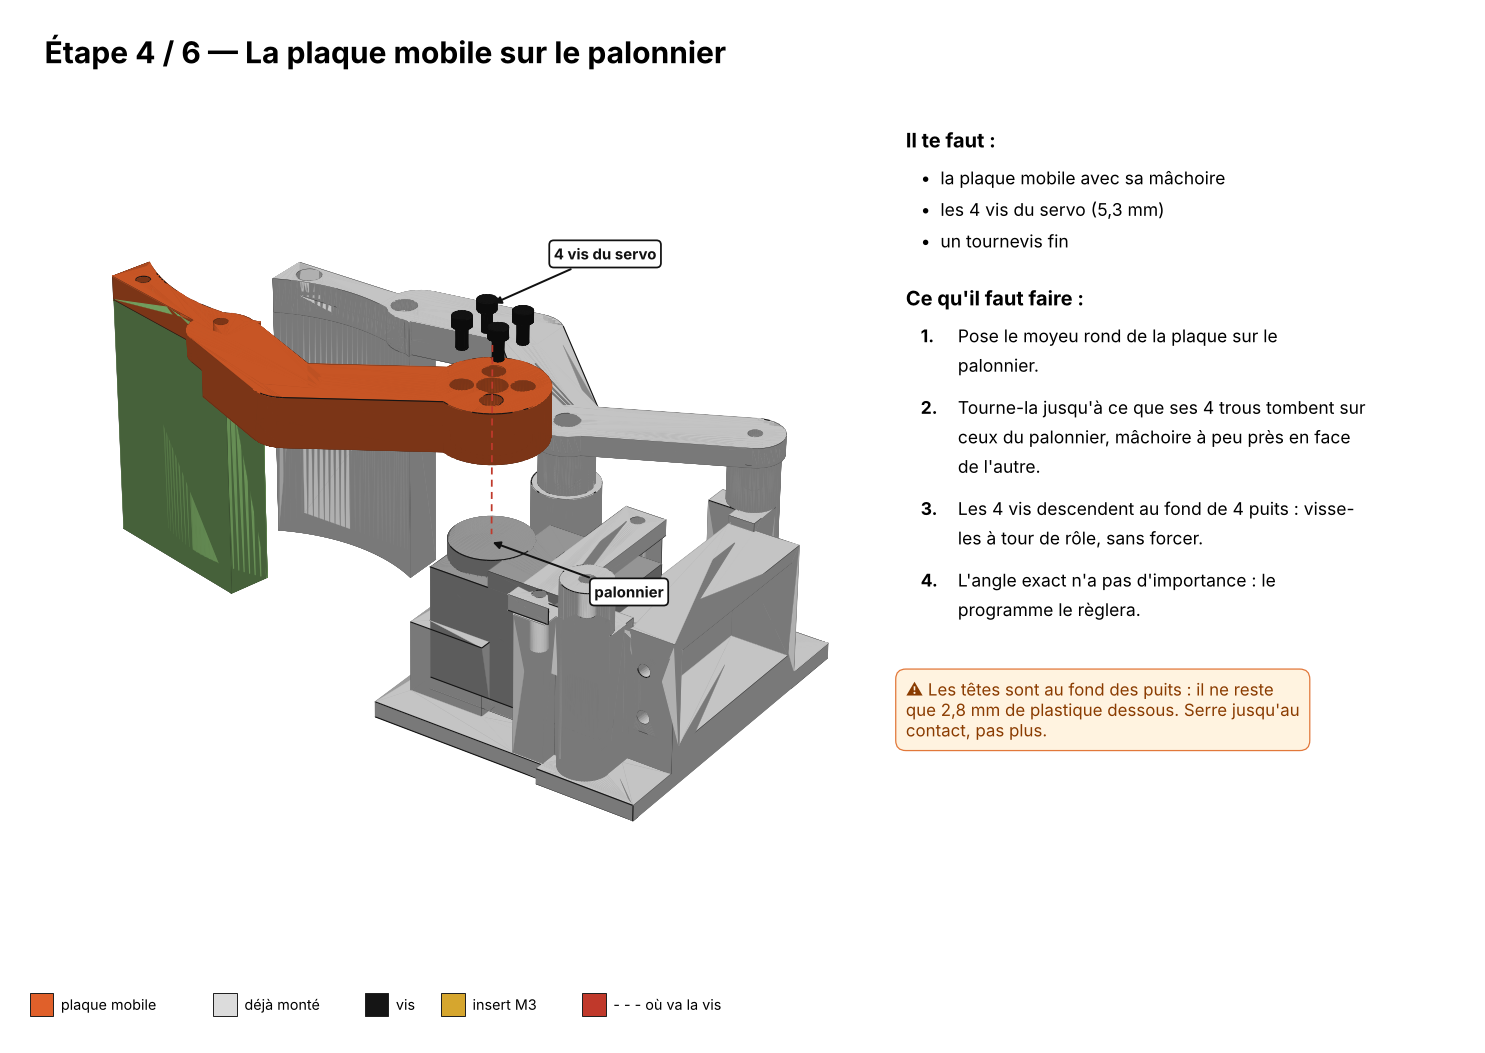 Étape 4 / 6 — La plaque mobile sur le palonnier
Il te faut :
• la plaque mobile avec sa mâchoire
• les 4 vis du servo (5,3 mm)
• un tournevis fin
Ce qu'il faut faire :
1. Pose le moyeu rond de la plaque sur le
palonnier.
2. Tourne-la jusqu'à ce que ses 4 trous tombent sur
ceux du palonnier, mâchoire à peu près en face
de l'autre.
3. Les 4 vis descendent au fond de 4 puits : visse-
les à tour de rôle, sans forcer.
4. L'angle exact n'a pas d'importance : le
programme le règlera.
⚠ Les têtes sont au fond des puits : il ne reste
que 2,8 mm de plastique dessous. Serre jusqu'au
contact, pas plus.
4 vis du servo
palonnier
plaque mobile
déjà monté
vis
insert M3
- - - où va la vis